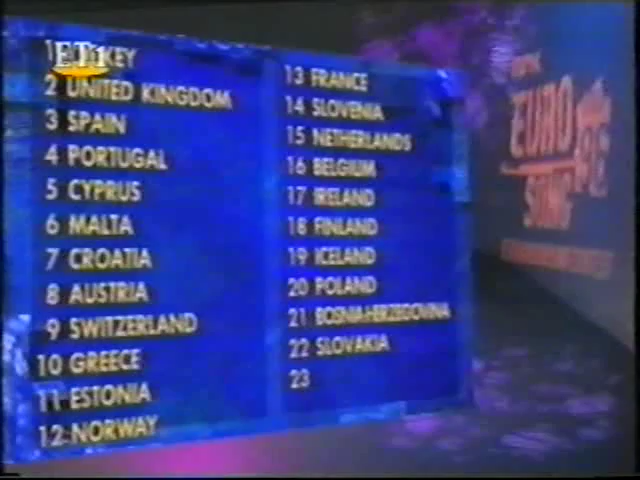 ET1
1 KEY
2 UNITED KINGDOM
3 SPAIN
4 PORTUGAL
5 CYPRUS
6 MALTA
7 CROATIA
8 AUSTRIA
9 SWITZERLAND
10 GREECE
11 ESTONIA
12 NORWAY
13 FRANCE
14 SLOVENIA
15 NETHERLANDS
16 BELGIUM
17 IRELAND
18 FINLAND
19 ICELAND
20 POLAND
21 BOSNIA-HERZEGOVINA
22 SLOVAKIA
23
EURO
SONG